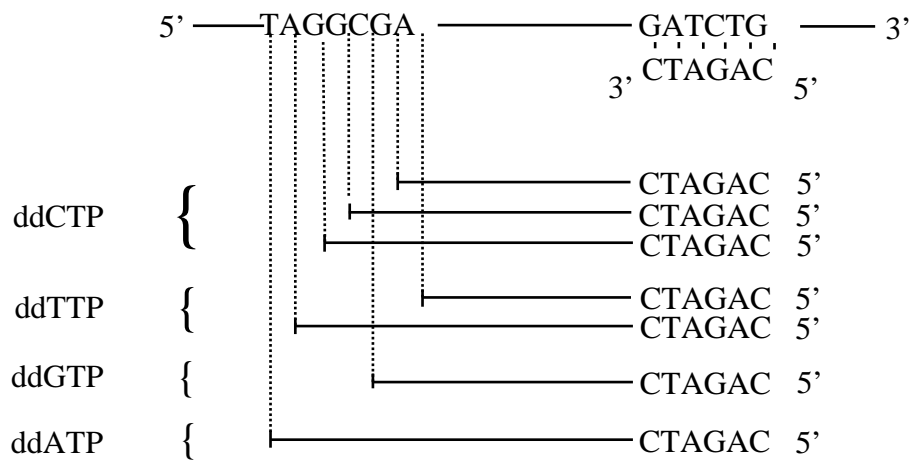 5’ TAGGCGA GATCTG 3’
3’ CTAGAC 5’
CTAGAC 5’
ddCTP { CTAGAC 5’
CTAGAC 5’
ddTTP { CTAGAC 5’
CTAGAC 5’
ddGTP { CTAGAC 5’
ddATP { CTAGAC 5’